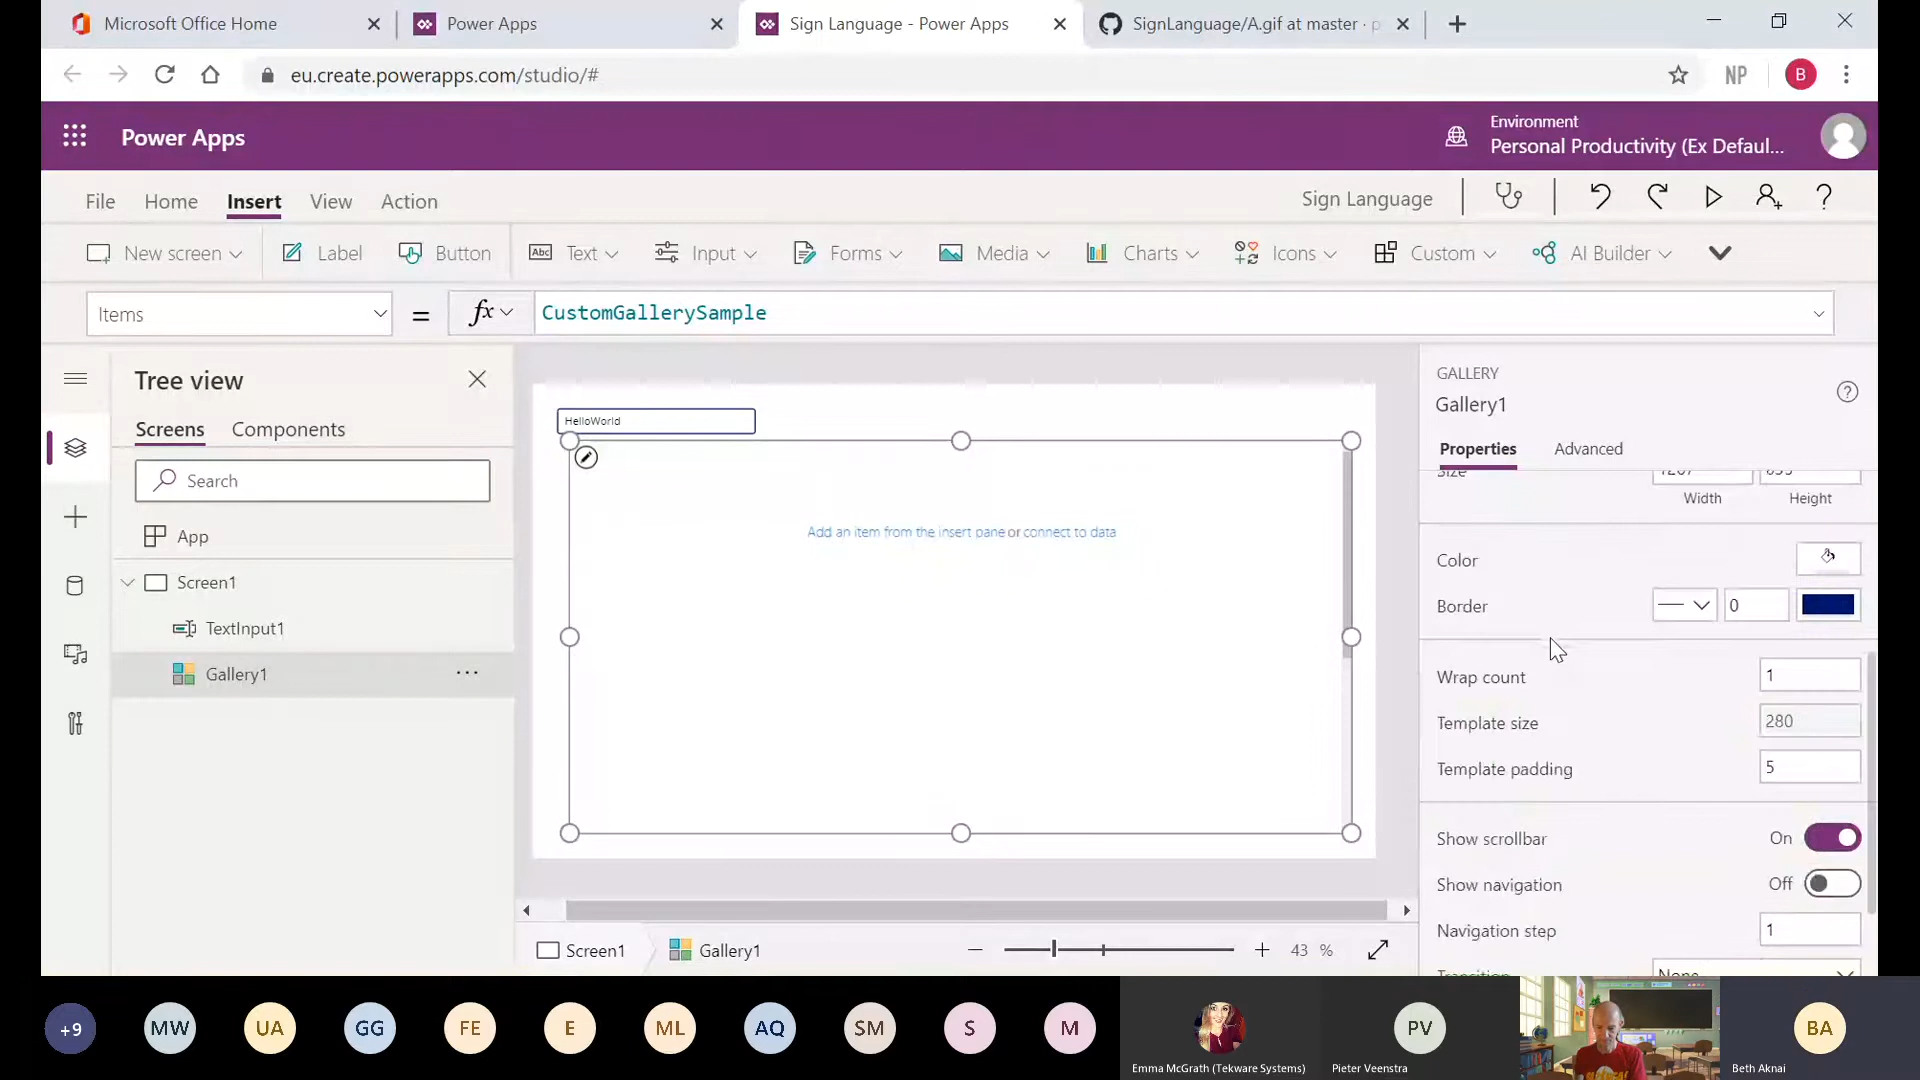 Microsoft Office Home
Power Apps
Sign Language - Power Apps
SignLanguage/A.gif at master · p
eu.create.powerapps.com/studio/#
NP
B
Power Apps
Environment
Personal Productivity (Ex Defaul...
File
Home
Insert
View
Action
Sign Language
New screen
Label
Button
Abc
Text
Input
Forms
Media
Charts
Icons
Custom
AI Builder
Items
=
fx
CustomGallerySample
Tree view
Screens
Components
Search
App
Screen1
TextInput1
Gallery1
HelloWorld
Add an item from the insert pane or connect to data
Screen1
Gallery1
43 %
GALLERY
Gallery1
Properties
Advanced
Size
Width
Height
Color
Border
0
Wrap count
1
Template size
280
Template padding
5
Show scrollbar
On
Show navigation
Off
Navigation step
1
Transition
None
+9
MW
UA
GG
FE
E
ML
AQ
SM
S
M
Emma McGrath (Tekware Systems)
PV
Pieter Veenstra
BA
Beth Aknai